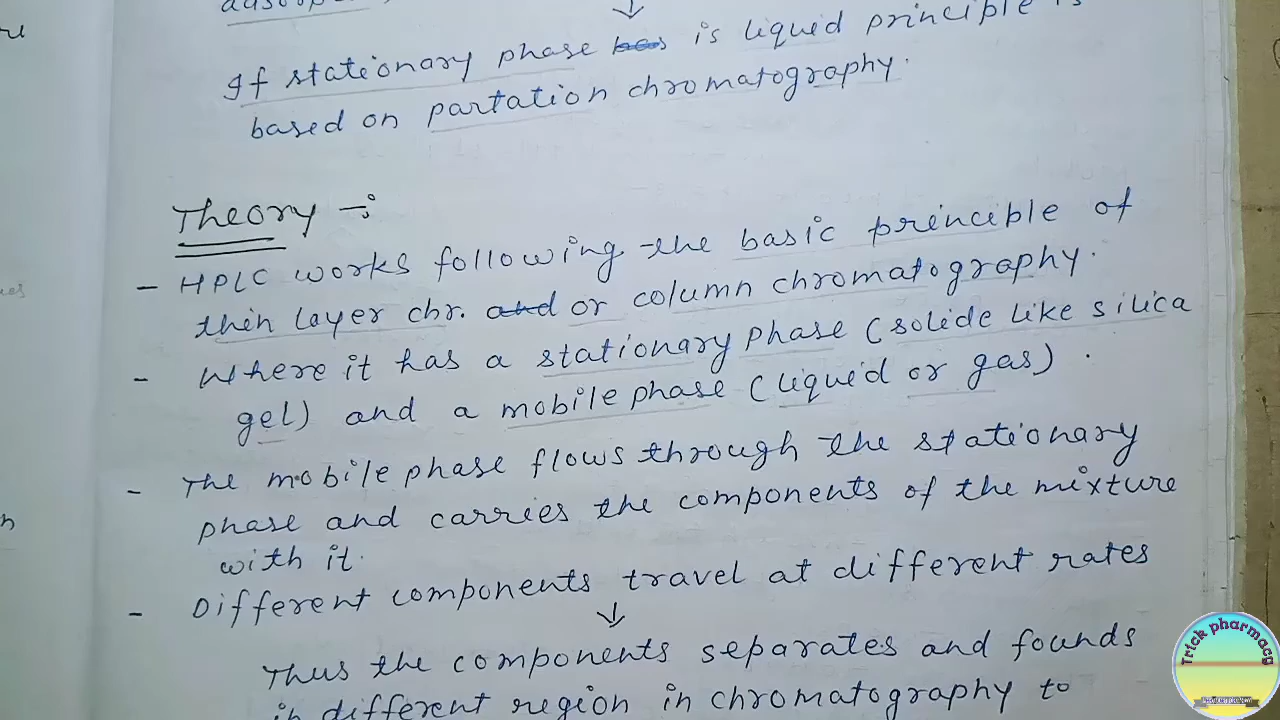 If stationary phase is liquid principle is
based on partation chromatography.
Theory -:
- HPLC works following the basic princible of
thin layer chr. or column chromatography.
- Where it has a stationary phase (solide like silica
gel) and a mobile phase (liquid or gas).
- The mobile phase flows through the stationary
phase and carries the components of the mixture
with it.
- Different components travel at different rates
↓
Thus the components separates and founds
in different region in chromatography to
Trick pharmacy